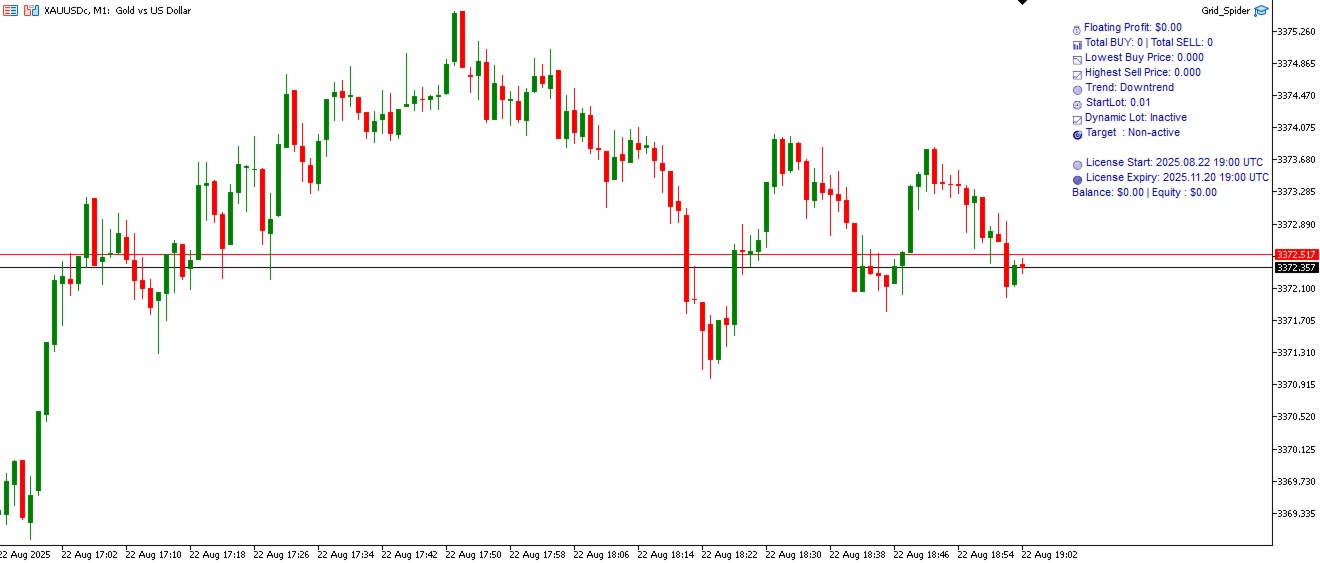 XAUUSDc, M1: Gold vs US Dollar
Grid_Spider
Floating Profit: $0.00
Total BUY: 0 | Total SELL: 0
Lowest Buy Price: 0.000
Highest Sell Price: 0.000
Trend: Downtrend
StartLot: 0.01
Dynamic Lot: Inactive
Target : Non-active
License Start: 2025.08.22 19:00 UTC
License Expiry: 2025.11.20 19:00 UTC
Balance: $0.00 | Equity : $0.00
3375.260
3374.865
3374.470
3374.075
3373.680
3373.285
3372.890
3372.517
3372.357
3372.100
3371.705
3371.310
3370.915
3370.520
3370.125
3369.730
3369.335
22 Aug 2025 22 Aug 17:02 22 Aug 17:10 22 Aug 17:18 22 Aug 17:26 22 Aug 17:34 22 Aug 17:42 22 Aug 17:50 22 Aug 17:58 22 Aug 18:06 22 Aug 18:14 22 Aug 18:22 22 Aug 18:30 22 Aug 18:38 22 Aug 18:46 22 Aug 18:54 22 Aug 19:02